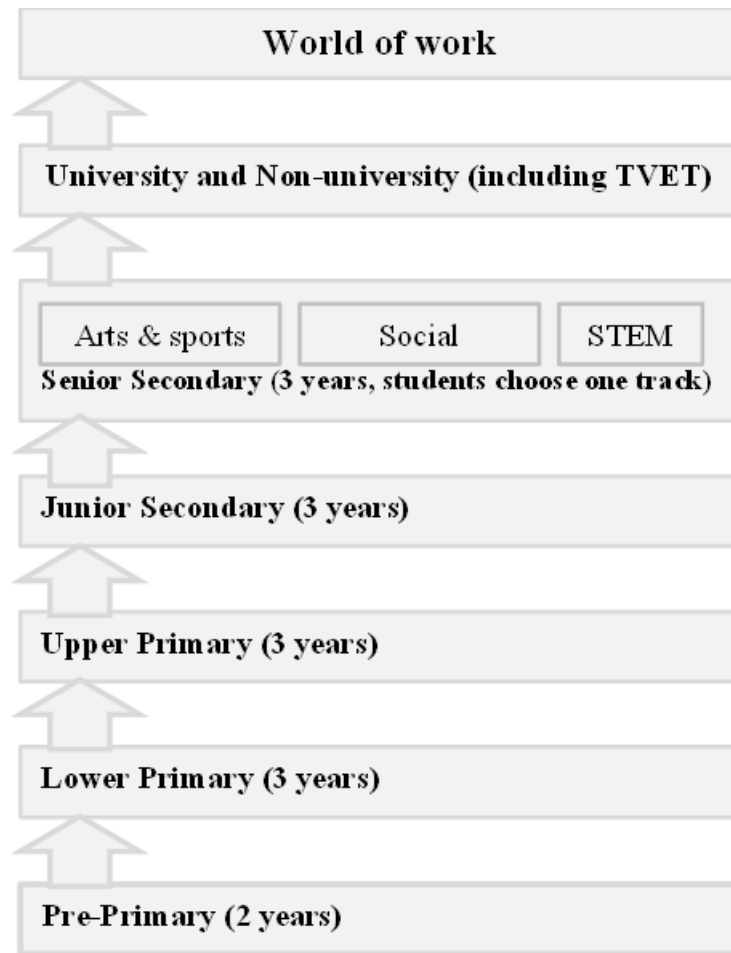 World of work
University and Non-university (including TVET)
Arts & sports
Social
STEM
Senior Secondary (3 years, students choose one track)
Junior Secondary (3 years)
Upper Primary (3 years)
Lower Primary (3 years)
Pre-Primary (2 years)